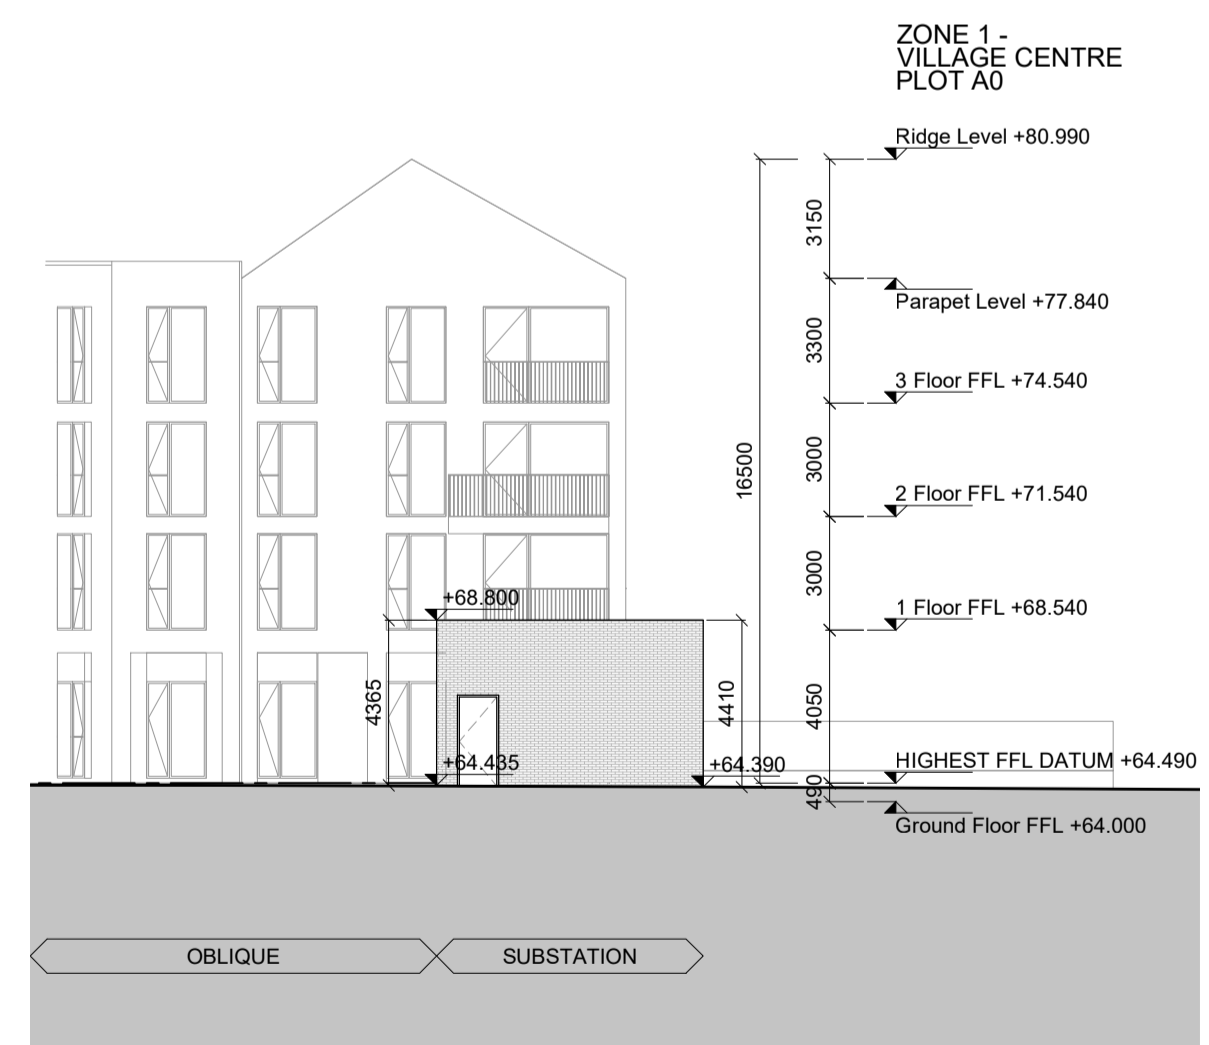 ZONE 1 -
VILLAGE CENTRE
PLOT A0
Ridge Level +80.990
3150
Parapet Level +77.840
3300
3 Floor FFL +74.540
16500
3000
2 Floor FFL +71.540
3000
+68.800
1 Floor FFL +68.540
4365
4410
4050
+64.435
+64.390
HIGHEST FFL DATUM +64.490
490
Ground Floor FFL +64.000
OBLIQUE
SUBSTATION